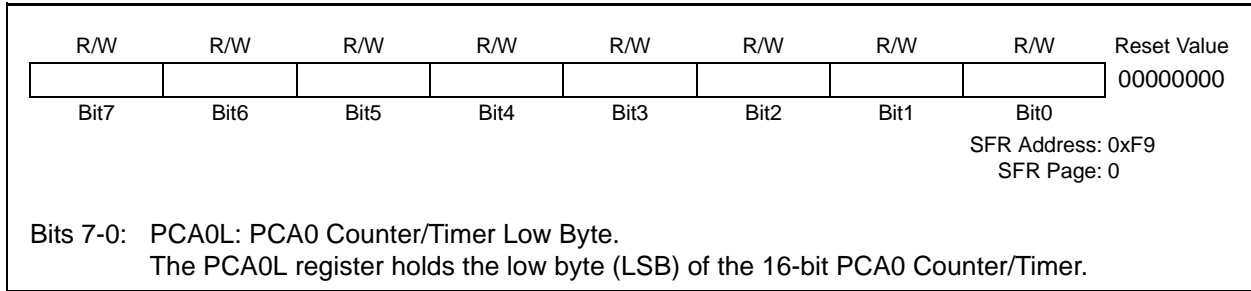 R/W R/W R/W R/W R/W R/W R/W R/W Reset Value
00000000
Bit7 Bit6 Bit5 Bit4 Bit3 Bit2 Bit1 Bit0
SFR Address: 0xF9
SFR Page: 0
Bits 7-0: PCA0L: PCA0 Counter/Timer Low Byte.
The PCA0L register holds the low byte (LSB) of the 16-bit PCA0 Counter/Timer.